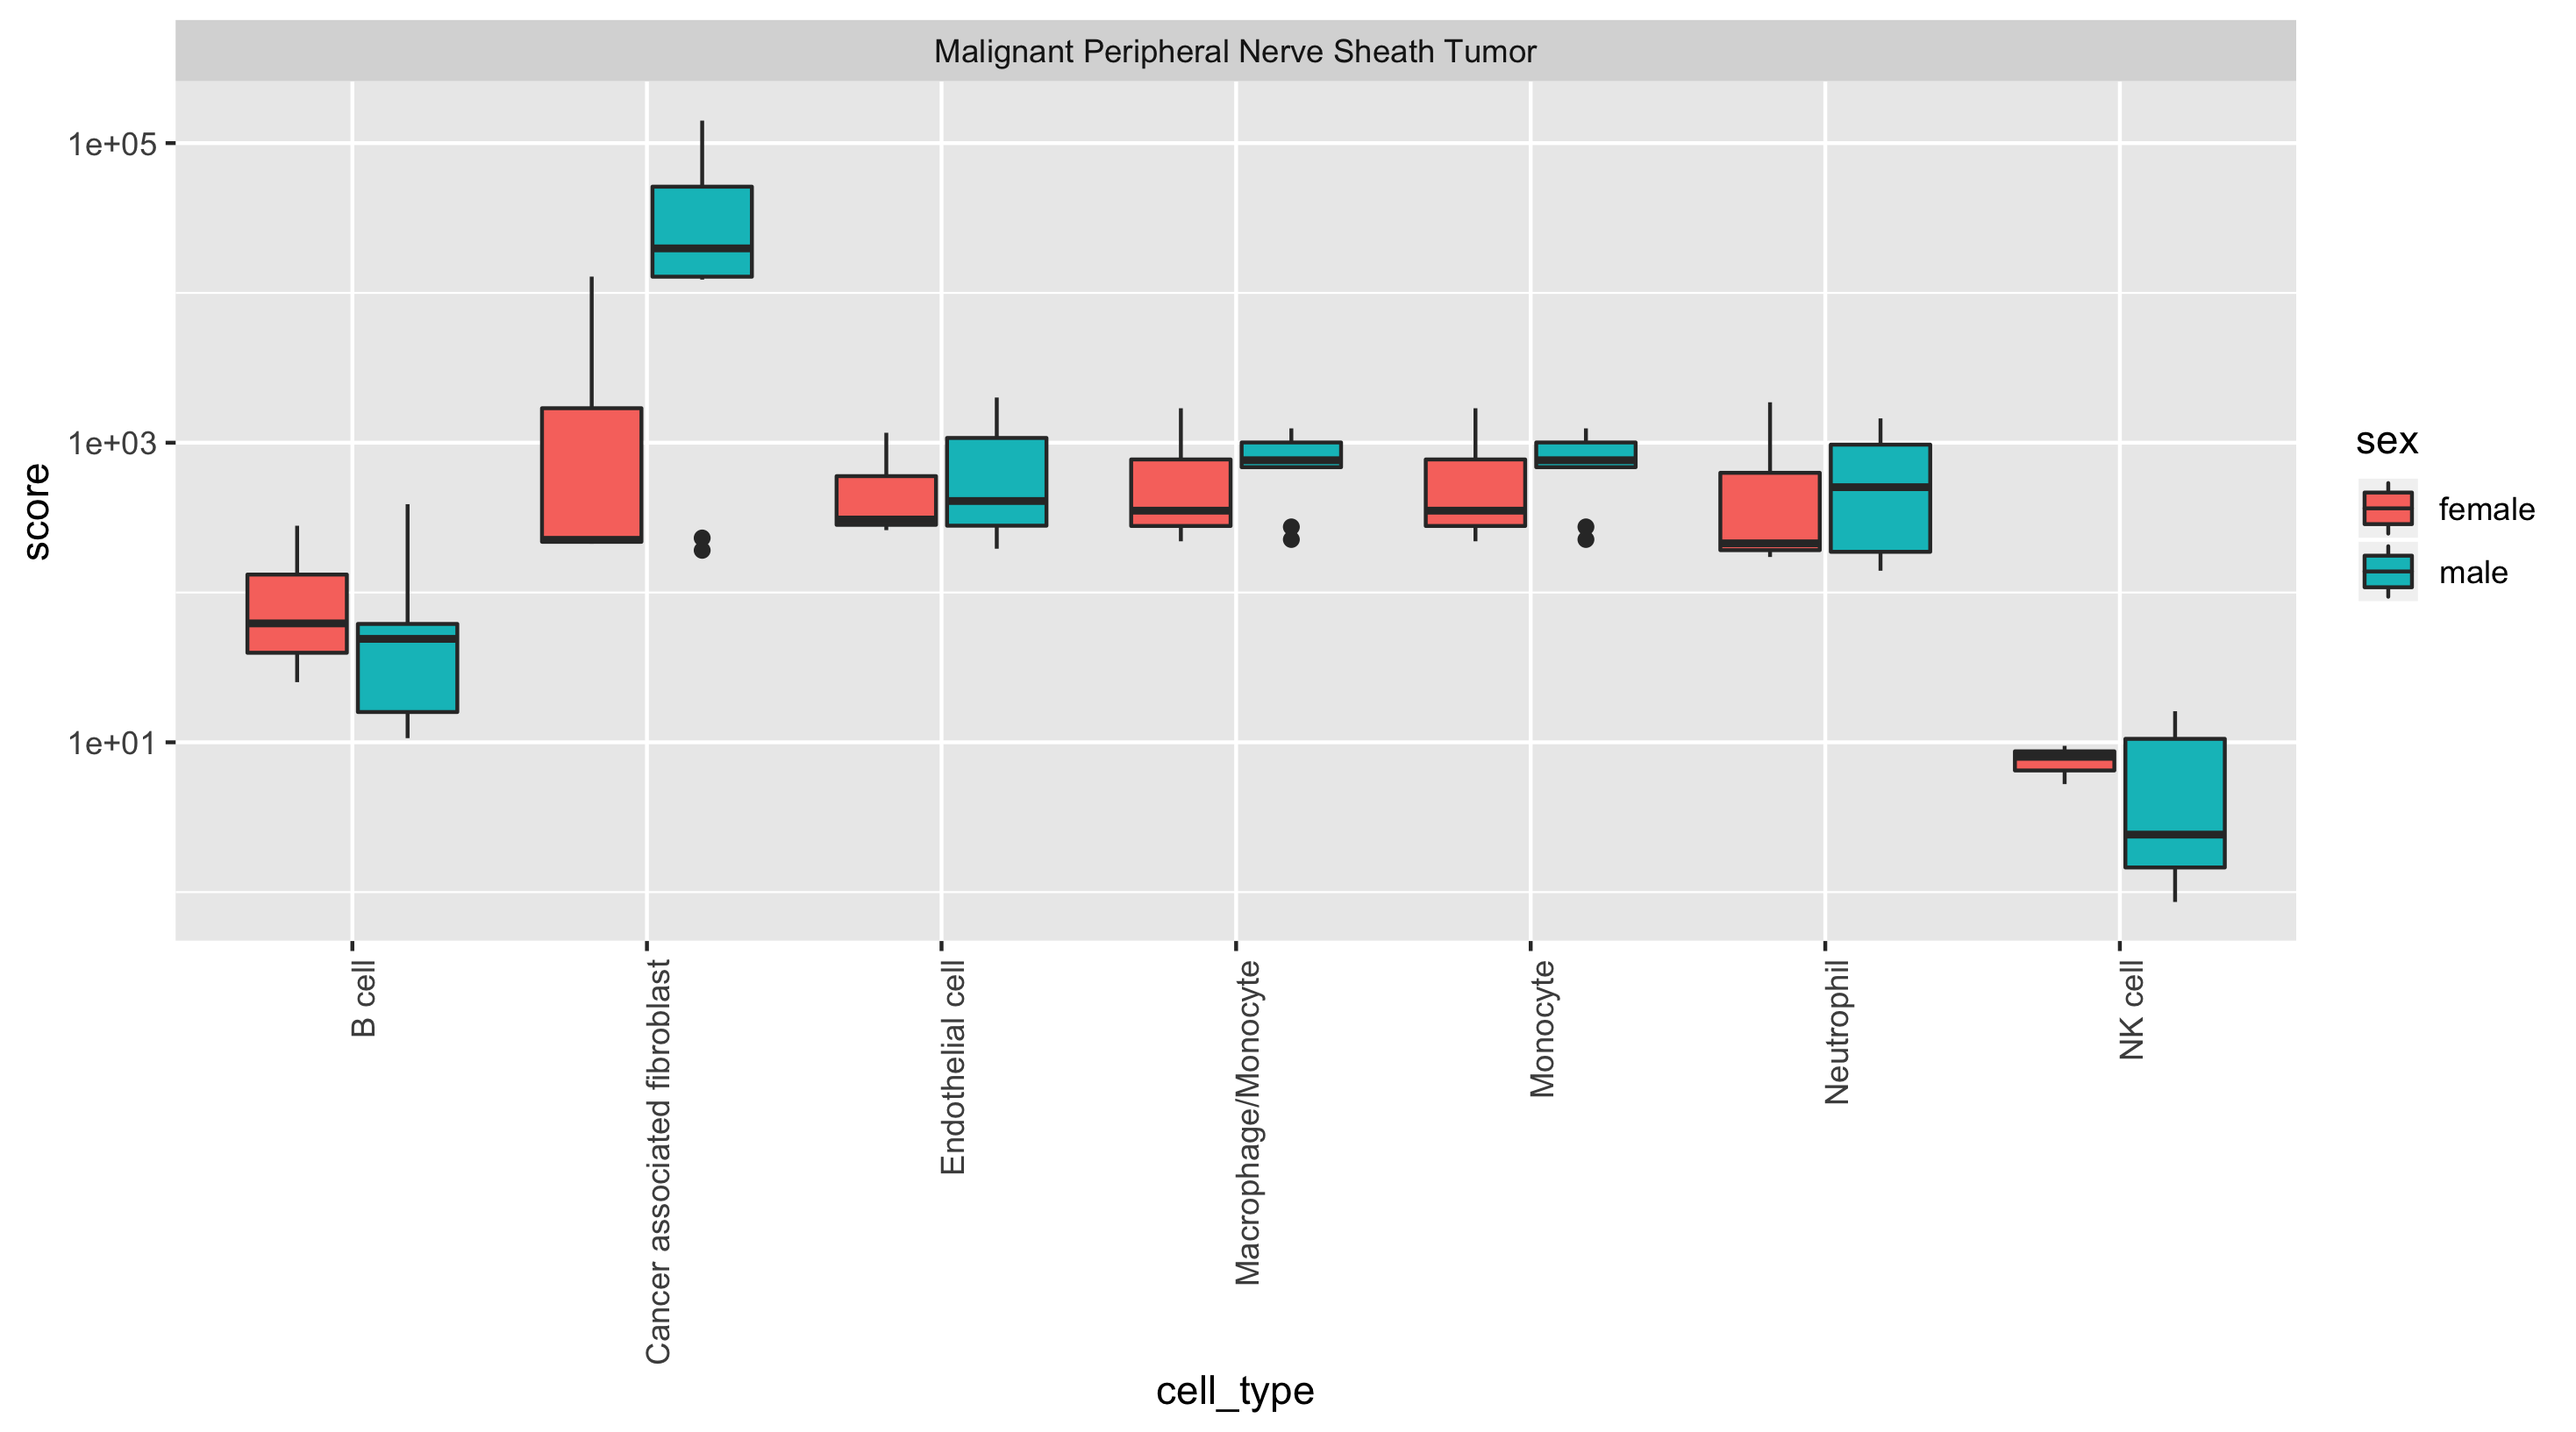 Malignant Peripheral Nerve Sheath Tumor
1e+05
1e+03
1e+01
score
B cell
Cancer associated fibroblast
Endothelial cell
Macrophage/Monocyte
Monocyte
Neutrophil
NK cell
cell_type
sex
female
male